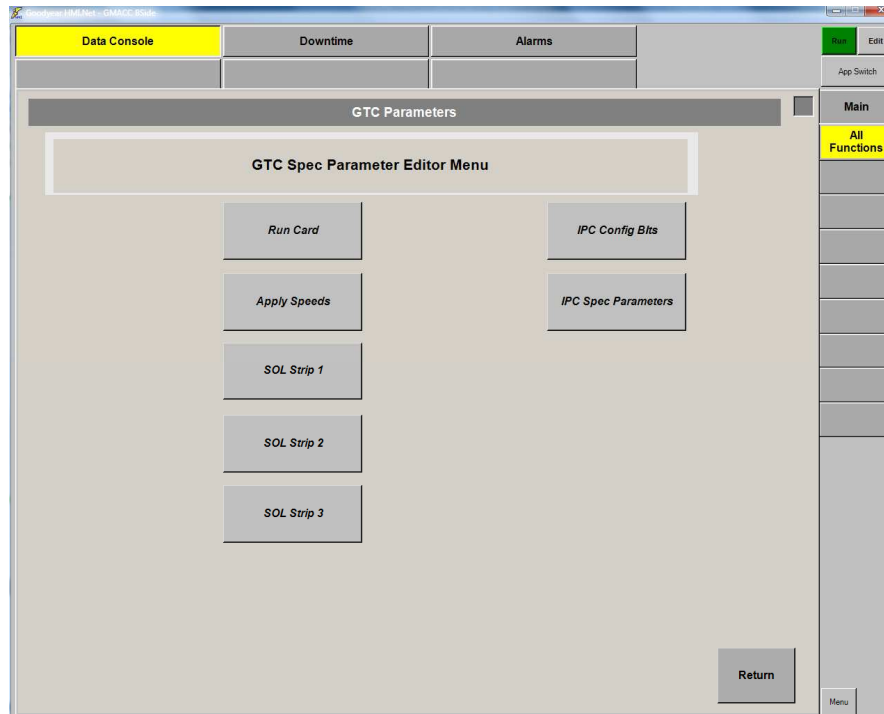 Goodyear HMI.Net - GMACC RSide
Data Console
Downtime
Alarms
Run
Edit
App Switch
GTC Parameters
Main
GTC Spec Parameter Editor Menu
All
Functions
Run Card
IPC Config Blts
Apply Speeds
IPC Spec Parameters
SOL Strip 1
SOL Strip 2
SOL Strip 3
Return
Menu